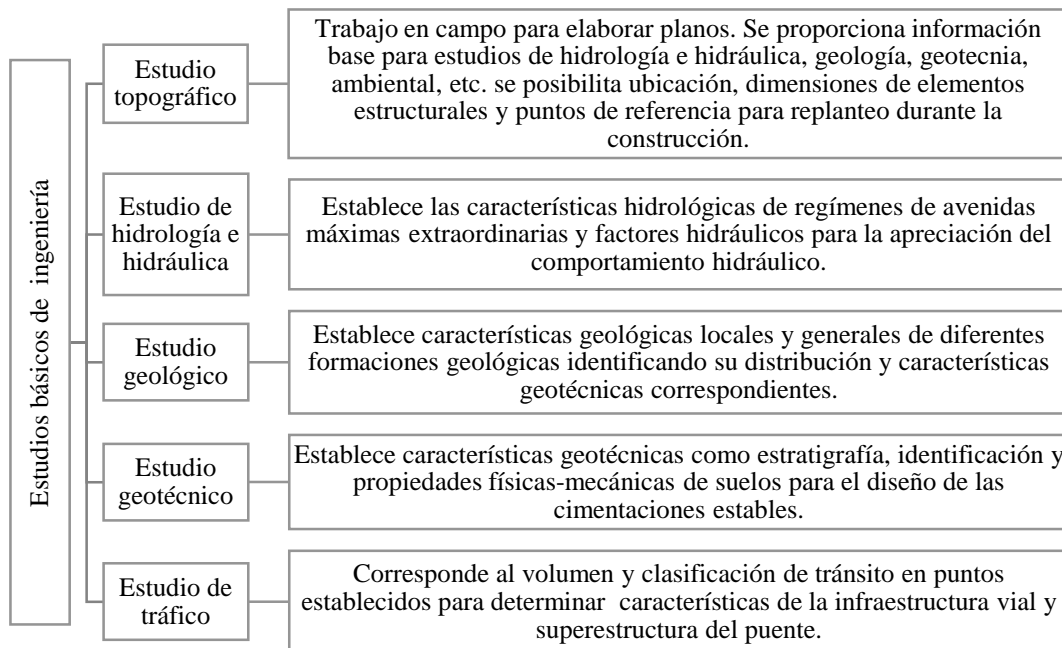 Estudios básicos de  ingeniería
Estudio
topográfico
Trabajo en campo para elaborar planos. Se proporciona información
base para estudios de hidrología e hidráulica, geología, geotecnia,
ambiental, etc. se posibilita ubicación, dimensiones de elementos
estructurales y puntos de referencia para replanteo durante la
construcción.
Estudio de
hidrología e
hidráulica
Establece las características hidrológicas de regímenes de avenidas
máximas extraordinarias y factores hidráulicos para la apreciación del
comportamiento hidráulico.
Estudio
geológico
Establece características geológicas locales y generales de diferentes
formaciones geológicas identificando su distribución y características
geotécnicas correspondientes.
Estudio
geotécnico
Establece características geotécnicas como estratigrafía, identificación y
propiedades físicas-mecánicas de suelos para el diseño de las
cimentaciones estables.
Estudio de
tráfico
Corresponde al volumen y clasificación de tránsito en puntos
establecidos para determinar  características de la infraestructura vial y
superestructura del puente.